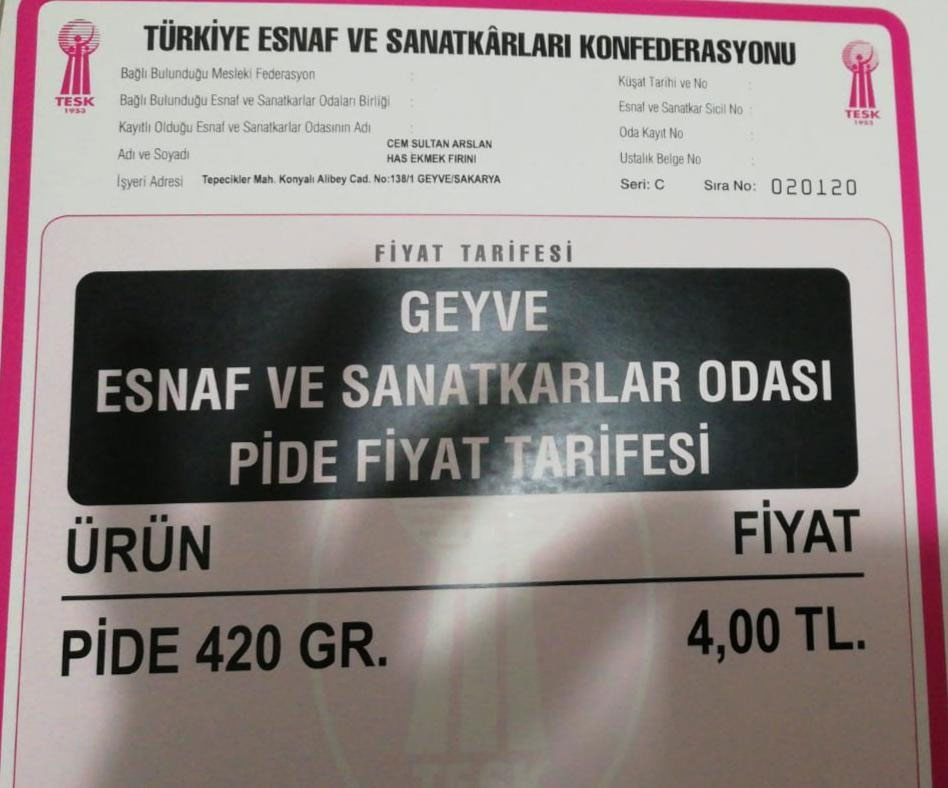 TÜRKİYE ESNAF VE SANATKÂRLARI KONFEDERASYONU
TESK
1953
TESK
1953
Bağlı Bulunduğu Mesleki Federasyon :
Bağlı Bulunduğu Esnaf ve Sanatkarlar Odaları Birliği :
Kayıtlı Olduğu Esnaf ve Sanatkarlar Odasının Adı
Adı ve Soyadı CEM SULTAN ARSLAN
HAS EKMEK FIRINI
İşyeri Adresi Tepecikler Mah. Konyalı Alibey Cad. No:138/1 GEYVE/SAKARYA
Küşat Tarihi ve No :
Esnaf ve Sanatkar Sicil No :
Oda Kayıt No :
Ustalık Belge No :
Seri: C Sıra No: 020120
FİYAT TARİFESİ
GEYVE
ESNAF VE SANATKARLAR ODASI
PİDE FİYAT TARİFESİ
ÜRÜN FİYAT
PİDE 420 GR. 4,00 TL.
TESK